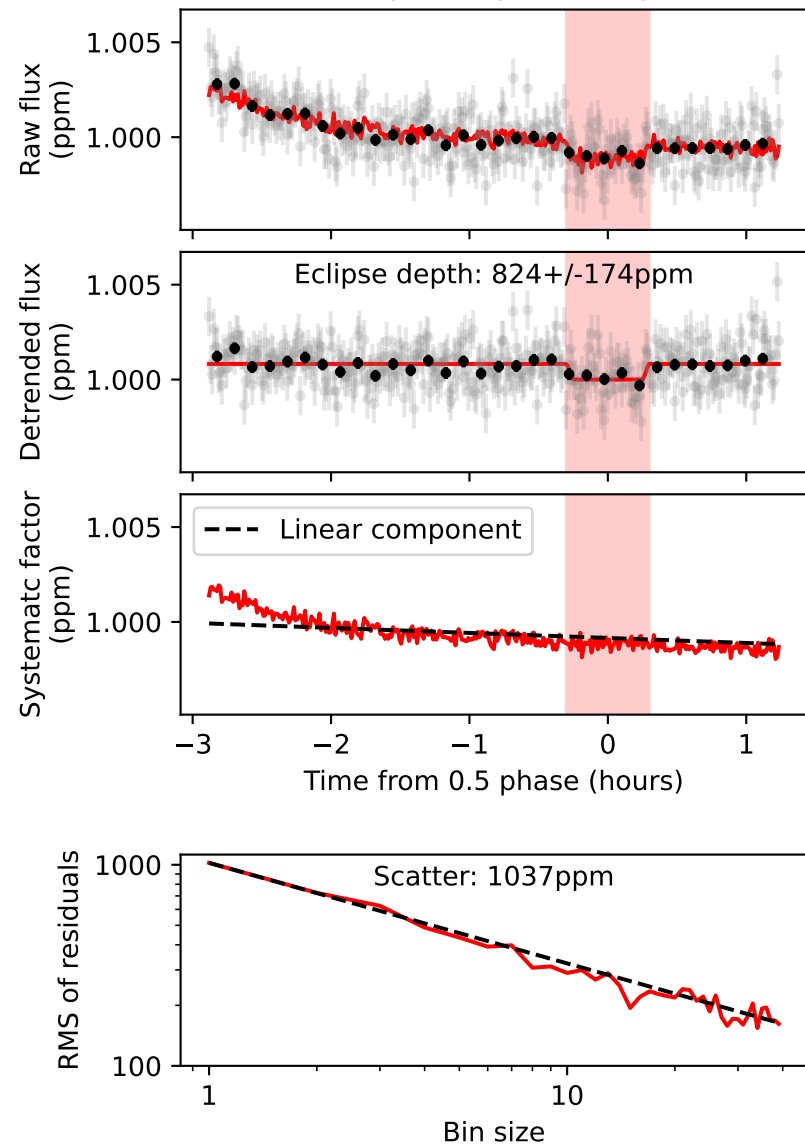 1.005
1.000
Raw flux
(ppm)
Eclipse depth: 824+/-174ppm
1.005
1.000
Detrended flux
(ppm)
Linear component
1.005
1.000
Systematc factor
(ppm)
−3 −2 −1 0 1
Time from 0.5 phase (hours)
Scatter: 1037ppm
1000
100
RMS of residuals
1 10
Bin size